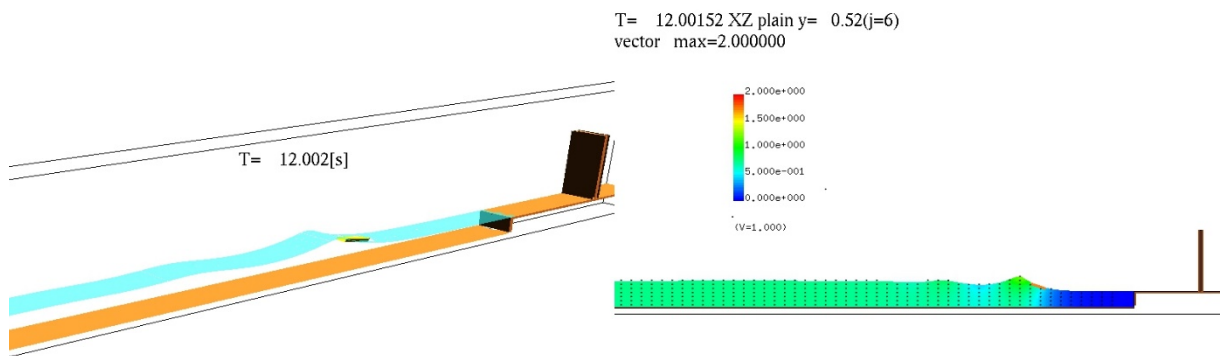 T= 12.002[s]
T= 12.00152 XZ plain y= 0.52(j=6)
vector max=2.000000
2.000e+000
1.500e+000
1.000e+000
5.000e-001
0.000e+000
(V=1.000)